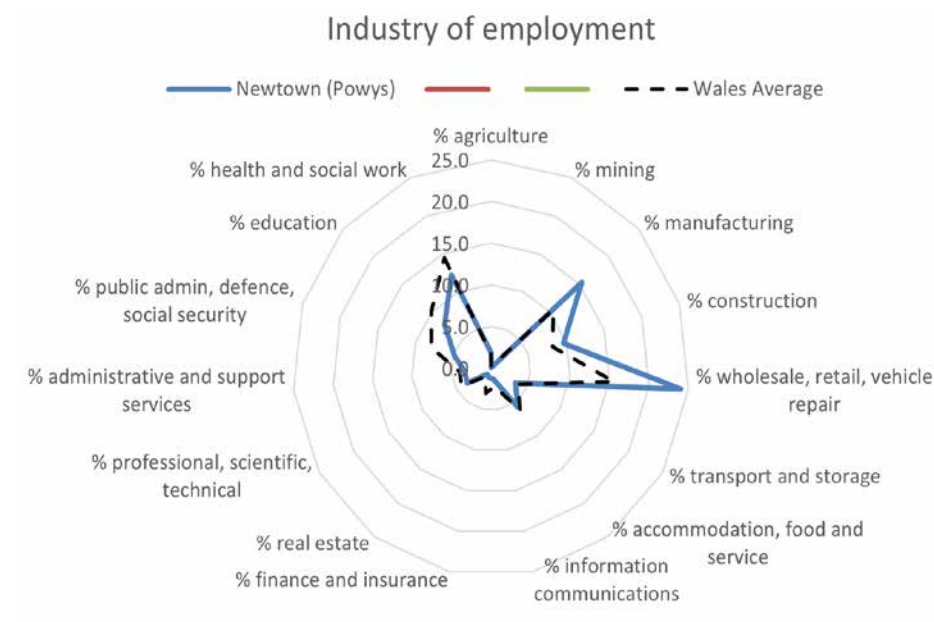 Industry of employment
Newtown (Powys)
Wales Average
% agriculture
% mining
% manufacturing
% construction
% wholesale, retail, vehicle
repair
% transport and storage
% accommodation, food and
service
% information
communications
% finance and insurance
% real estate
% professional, scientific,
technical
% administrative and support
services
% public admin, defence,
social security
% education
% health and social work
25.0
20.0
15.0
10.0
5.0
0.0